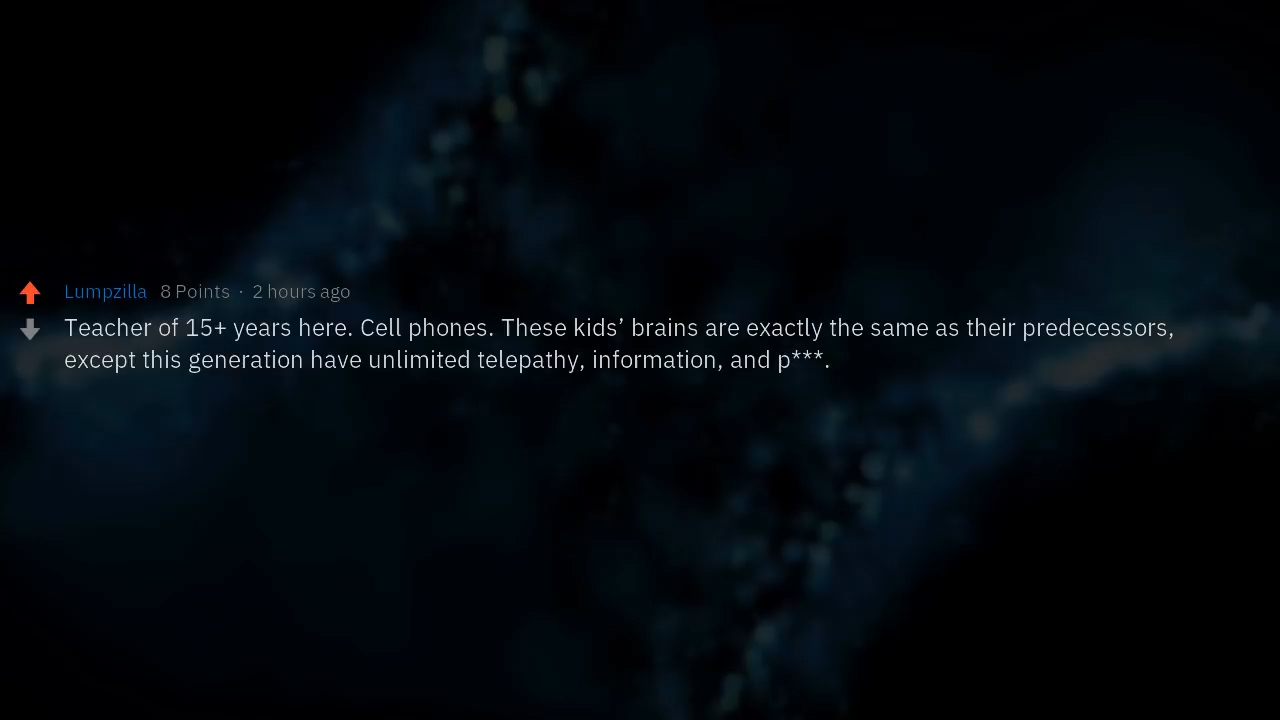 Lumpzilla 8 Points · 2 hours ago
Teacher of 15+ years here. Cell phones. These kids’ brains are exactly the same as their predecessors,
except this generation have unlimited telepathy, information, and p***.